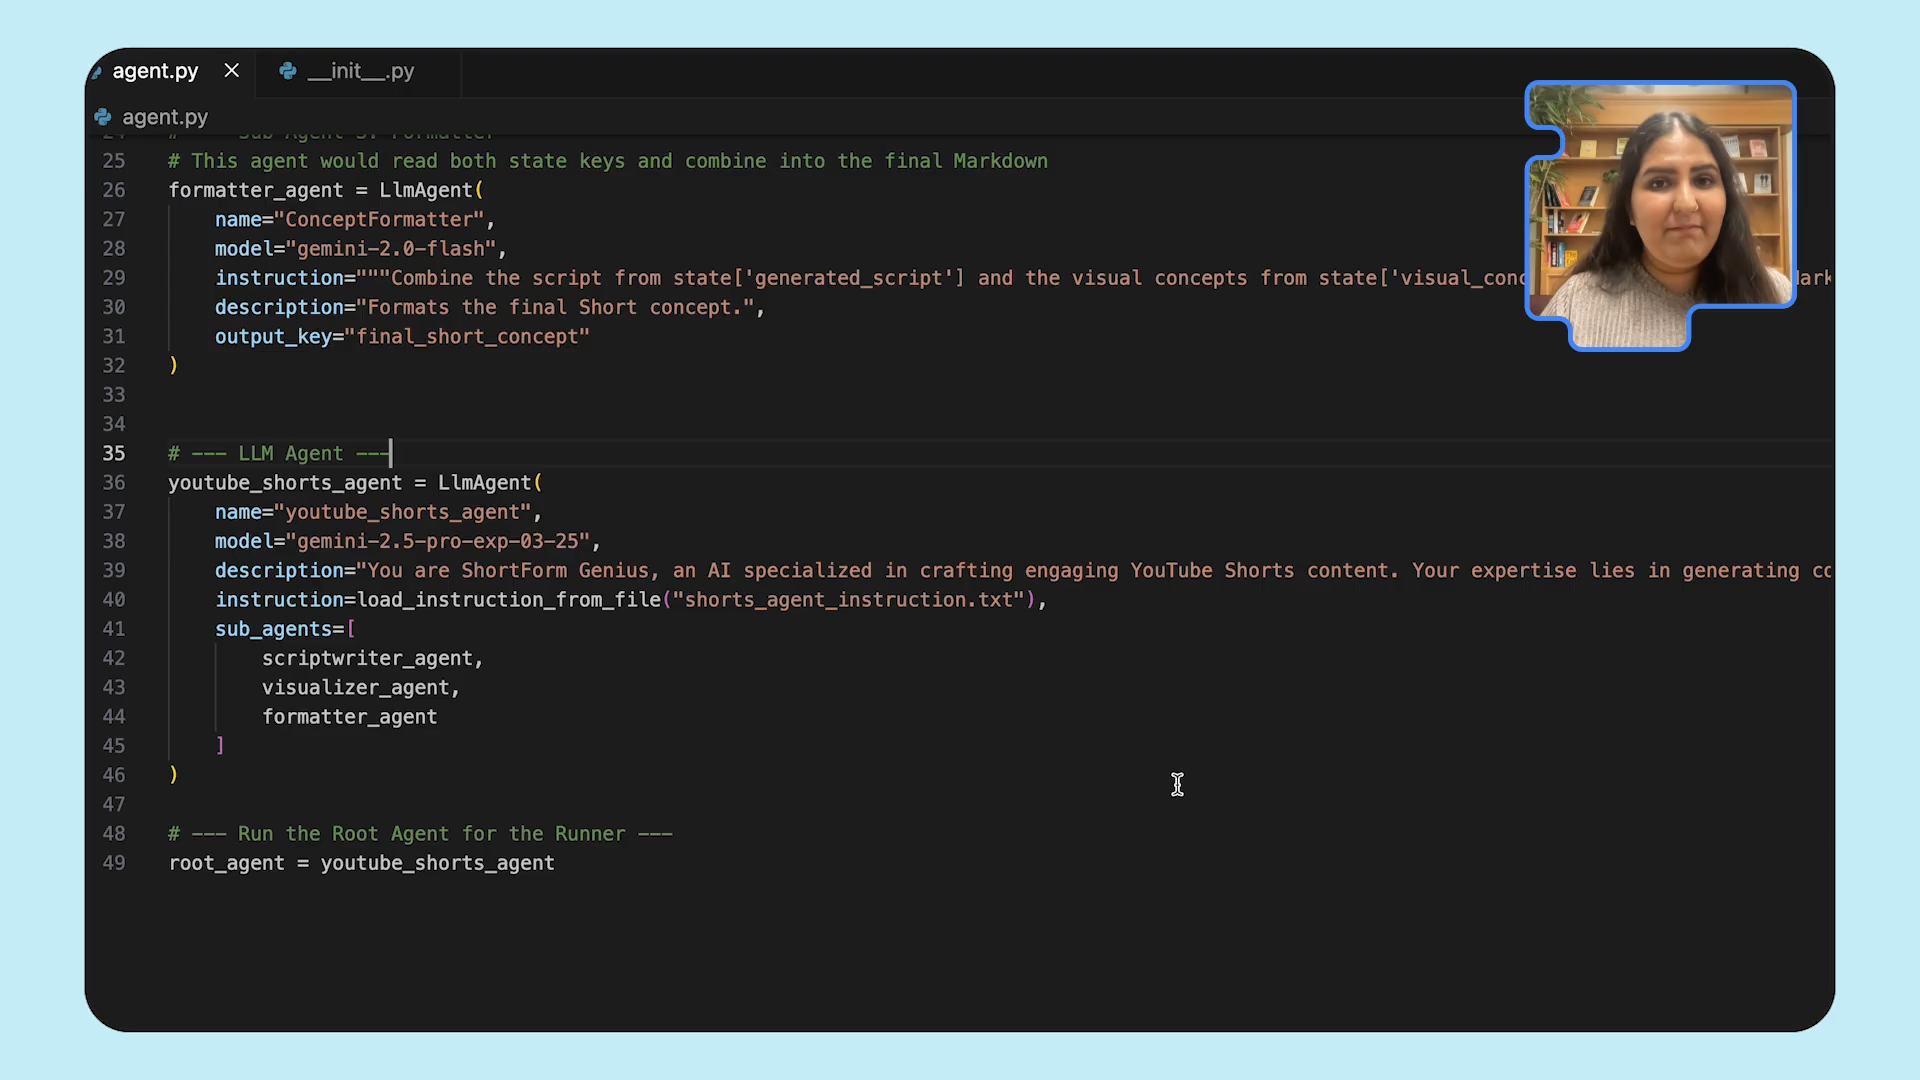 agent.py
__init__.py
agent.py
24 # --- Sub Agent 3: Formatter
25 # This agent would read both state keys and combine into the final Markdown
26 formatter_agent = LlmAgent(
27 name="ConceptFormatter",
28 model="gemini-2.0-flash",
29 instruction="""Combine the script from state['generated_script'] and the visual concepts from state['visual_conc
30 description="Formats the final Short concept.",
31 output_key="final_short_concept"
32 )
33
34
35 # --- LLM Agent ---
36 youtube_shorts_agent = LlmAgent(
37 name="youtube_shorts_agent",
38 model="gemini-2.5-pro-exp-03-25",
39 description="You are ShortForm Genius, an AI specialized in crafting engaging YouTube Shorts content. Your expertise lies in generating co
40 instruction=load_instruction_from_file("shorts_agent_instruction.txt"),
41 sub_agents=[
42 scriptwriter_agent,
43 visualizer_agent,
44 formatter_agent
45 ]
46 )
47
48 # --- Run the Root Agent for the Runner ---
49 root_agent = youtube_shorts_agent